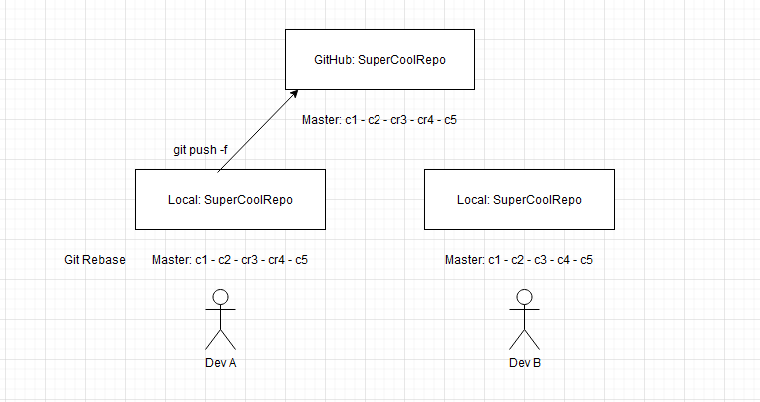 GitHub: SuperCoolRepo
Master: c1 - c2 - cr3 - cr4 - c5
git push -f
Local: SuperCoolRepo
Local: SuperCoolRepo
Git Rebase
Master: c1 - c2 - cr3 - cr4 - c5
Master: c1 - c2 - c3 - c4 - c5
Dev A
Dev B